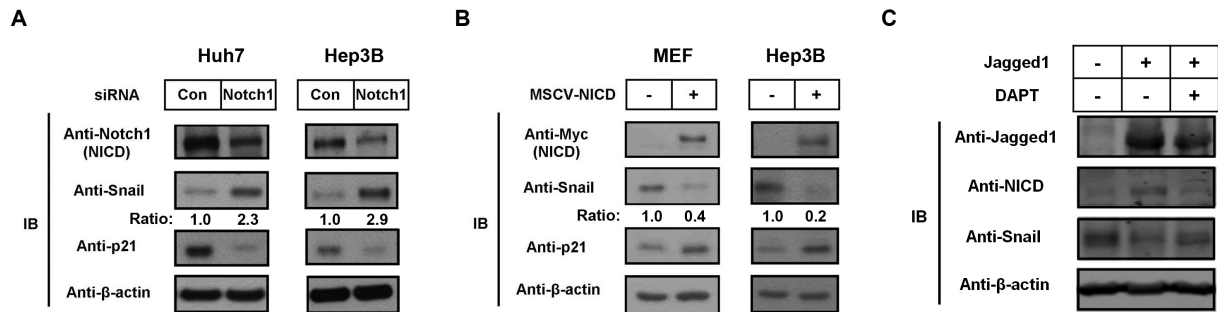 A
Huh7 Hep3B
siRNA Con Notch1 Con Notch1
Anti-Notch1
(NICD)
Anti-Snail
Ratio: 1.0 2.3 1.0 2.9
IB
Anti-p21
Anti-β-actin
B
MEF Hep3B
MSCV-NICD - + - +
Anti-Myc
(NICD)
Anti-Snail
Ratio: 1.0 0.4 1.0 0.2
IB
Anti-p21
Anti-β-actin
C
Jagged1 - + +
DAPT - - +
Anti-Jagged1
Anti-NICD
IB
Anti-Snail
Anti-β-actin